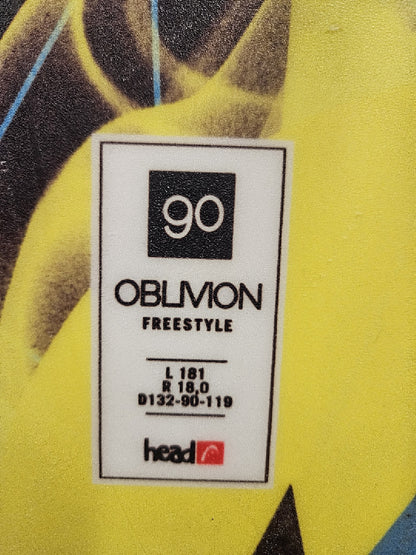 90
OBLIVION
FREESTYLE
L 181
R 18,0
D132-90-119
head